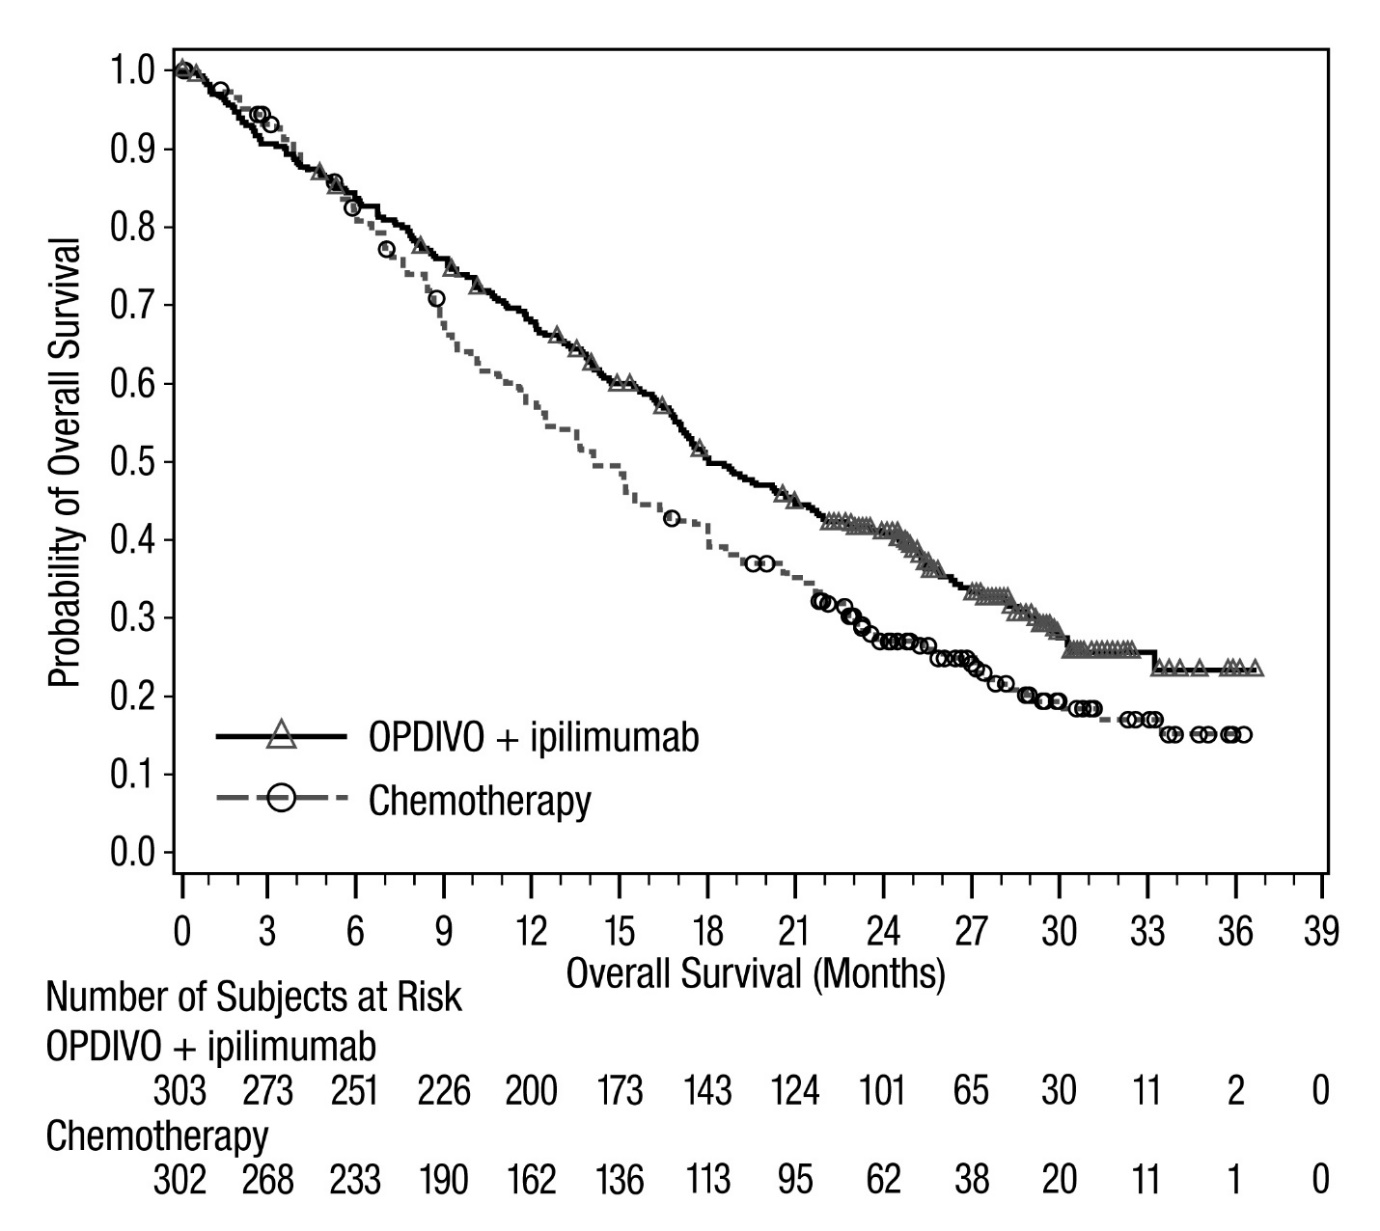 Probability of Overall Survival
1.0
0.9
0.8
0.7
0.6
0.5
0.4
0.3
0.2
0.1
0.0
OPDIVO + ipilimumab
Chemotherapy
0 3 6 9 12 15 18 21 24 27 30 33 36 39
Overall Survival (Months)
Number of Subjects at Risk
OPDIVO + ipilimumab
303 273 251 226 200 173 143 124 101 65 30 11 2 0
Chemotherapy
302 268 233 190 162 136 113 95 62 38 20 11 1 0